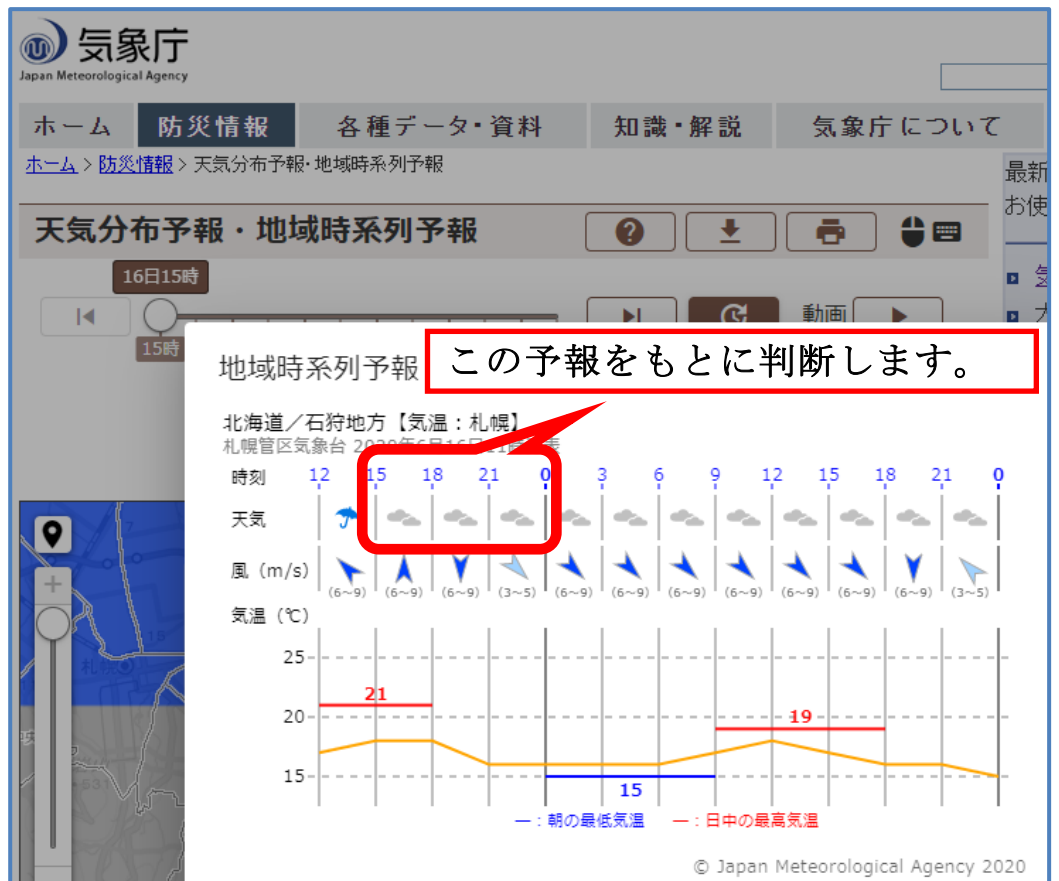 気象庁
Japan Meteorological Agency
ホーム 防災情報 各種データ・資料 知識・解説 気象庁について
ホーム > 防災情報 > 天気分布予報・地域時系列予報
最新
お使
天気分布予報・地域時系列予報
16日15時
動画
15時
地域時系列予報
この予報をもとに判断します。
北海道／石狩地方【気温：札幌】
札幌管区気象台
時刻 12 15 18 21 0 3 6 9 12 15 18 21 0
天気
風（m/s）
(6～9) (6～9) (6～9) (3～5) (6～9) (6～9) (6～9) (6～9) (6～9) (6～9) (6～9) (3～5)
気温（℃）
25
21
20
19
15
15
ー：朝の最低気温 ー：日中の最高気温
札幌
531
© Japan Meteorological Agency 2020